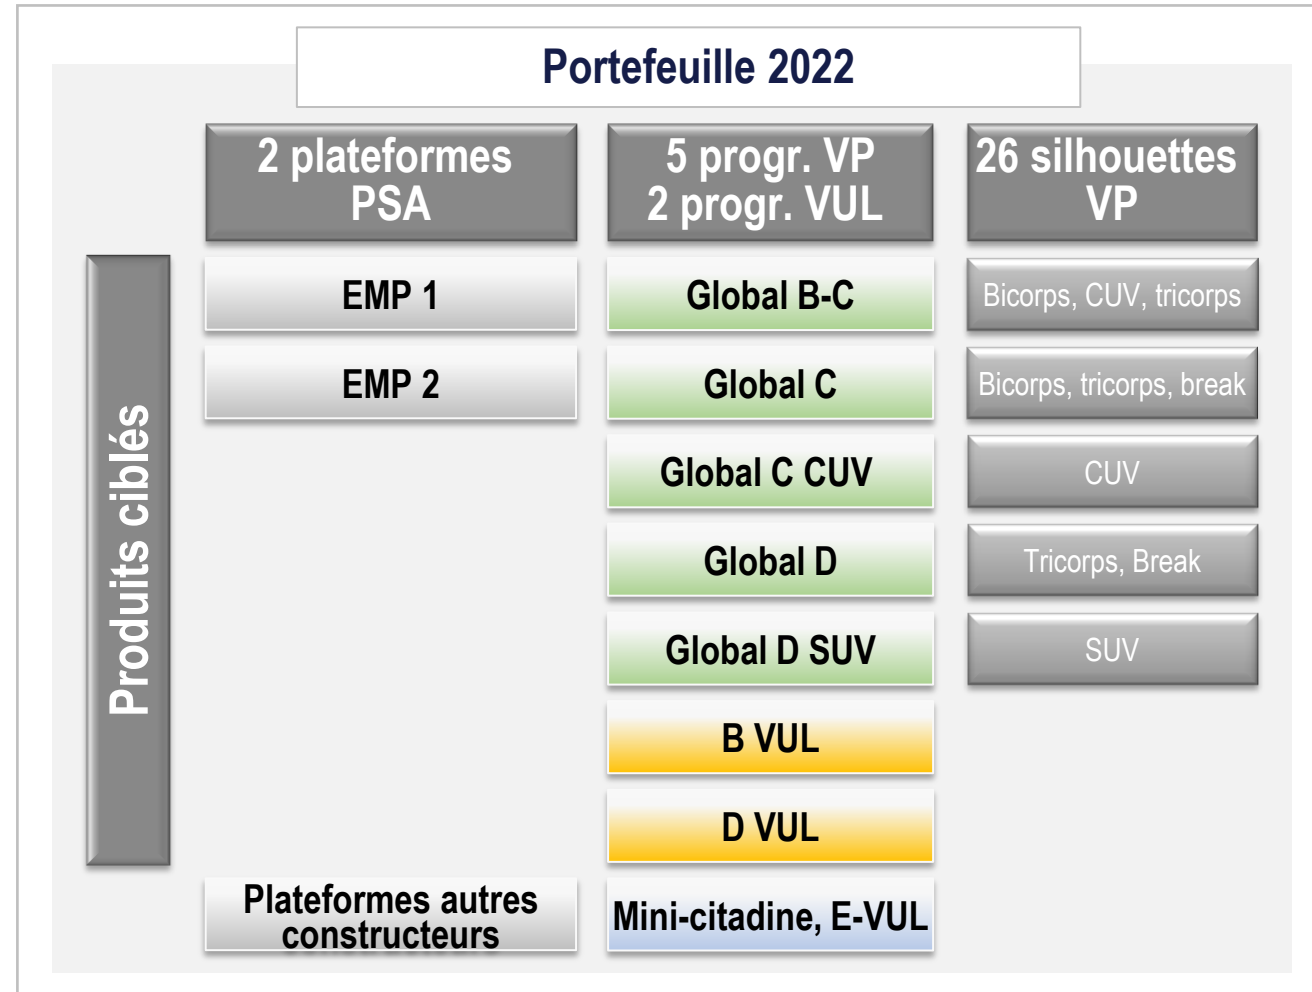 Portefeuille 2022
2 plateformes
PSA
5 progr. VP
2 progr. VUL
26 silhouettes
VP
Produits ciblés
EMP 1
Global B-C
Bicorps, CUV, tricorps
EMP 2
Global C
Bicorps, tricorps, break
Global C CUV
CUV
Global D
Tricorps, Break
Global D SUV
SUV
B VUL
D VUL
Plateformes autres
constructeurs
Mini-citadine, E-VUL